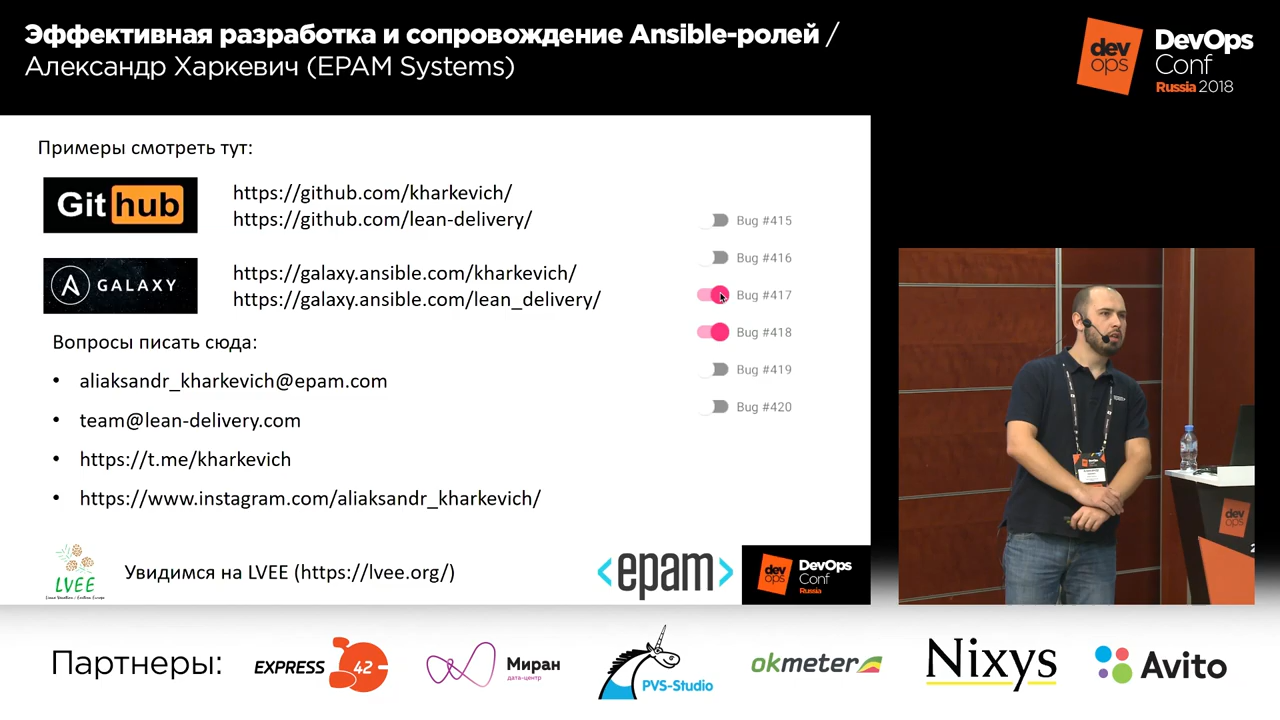 Эффективная разработка и сопровождение Ansible-ролей /
Александр Харкевич (EPAM Systems)
dev
ops
DevOps
Conf
Russia 2018
Примеры смотреть тут:
Git hub
https://github.com/kharkevich/
https://github.com/lean-delivery/
GALAXY
https://galaxy.ansible.com/kharkevich/
https://galaxy.ansible.com/lean_delivery/
Bug #415
Bug #416
Bug #417
Bug #418
Bug #419
Bug #420
Вопросы писать сюда:
• aliaksandr_kharkevich@epam.com
• team@lean-delivery.com
• https://t.me/kharkevich
• https://www.instagram.com/aliaksandr_kharkevich/
LVEE
Увидимся на LVEE (https://lvee.org/)
<epam>
dev
ops
DevOps
Conf
Russia
dev
ops
Партнеры:
EXPRESS 42
Миран
дата-центр
PVS-Studio
okmeter
Nixys
Avito